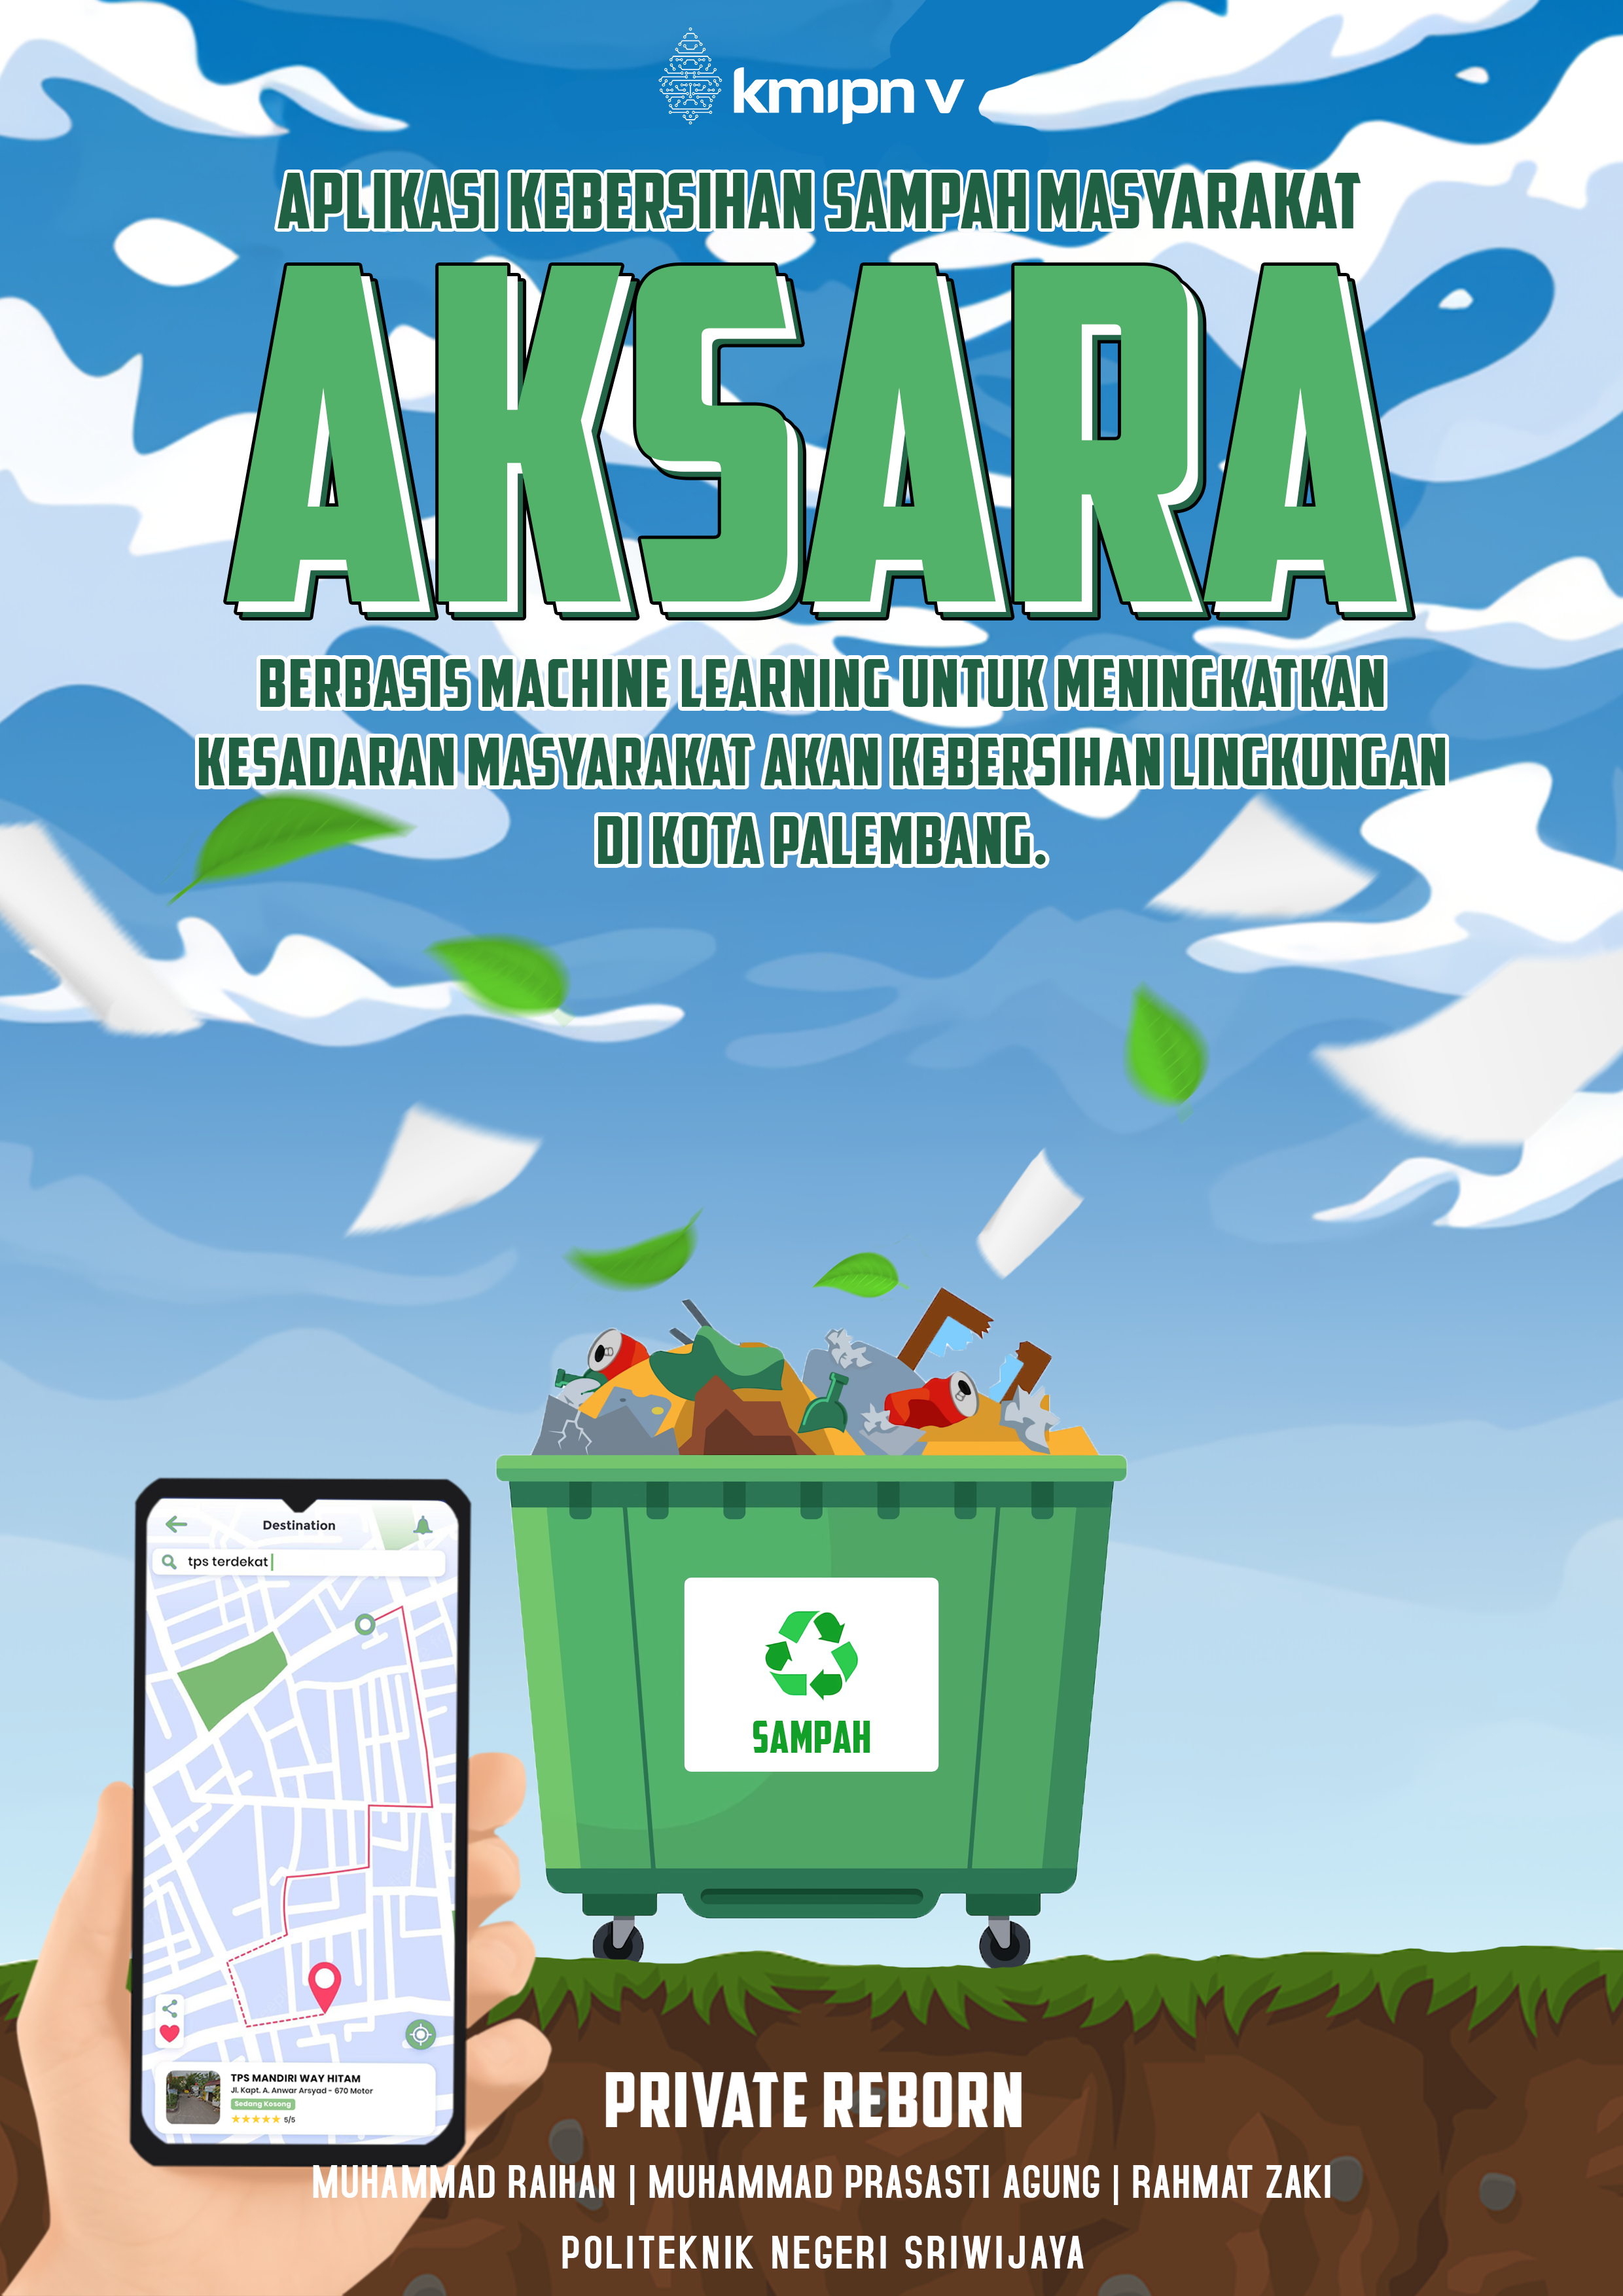 kmipn v
APLIKASI KEBERSIHAN SAMPAH MASYARAKAT
AKSARA
BERBASIS MACHINE LEARNING UNTUK MENINGKATKAN
KESADARAN MASYARAKAT AKAN KEBERSIHAN LINGKUNGAN
DI KOTA PALEMBANG.
Destination
tps terdekat
SAMPAH
TPS MANDIRI WAY HITAM
Jl. Kapt. A. Anwar Arsyad - 670 Meter
Sedang Kosong
5/5
PRIVATE REBORN
MUHAMMAD RAIHAN | MUHAMMAD PRASASTI AGUNG | RAHMAT ZAKI
POLITEKNIK NEGERI SRIWIJAYA